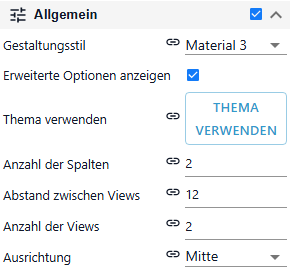 Allgemein
Gestaltungsstil Material 3
Erweiterte Optionen anzeigen
Thema verwenden THEMA VERWENDEN
Anzahl der Spalten 2
Abstand zwischen Views 12
Anzahl der Views 2
Ausrichtung Mitte